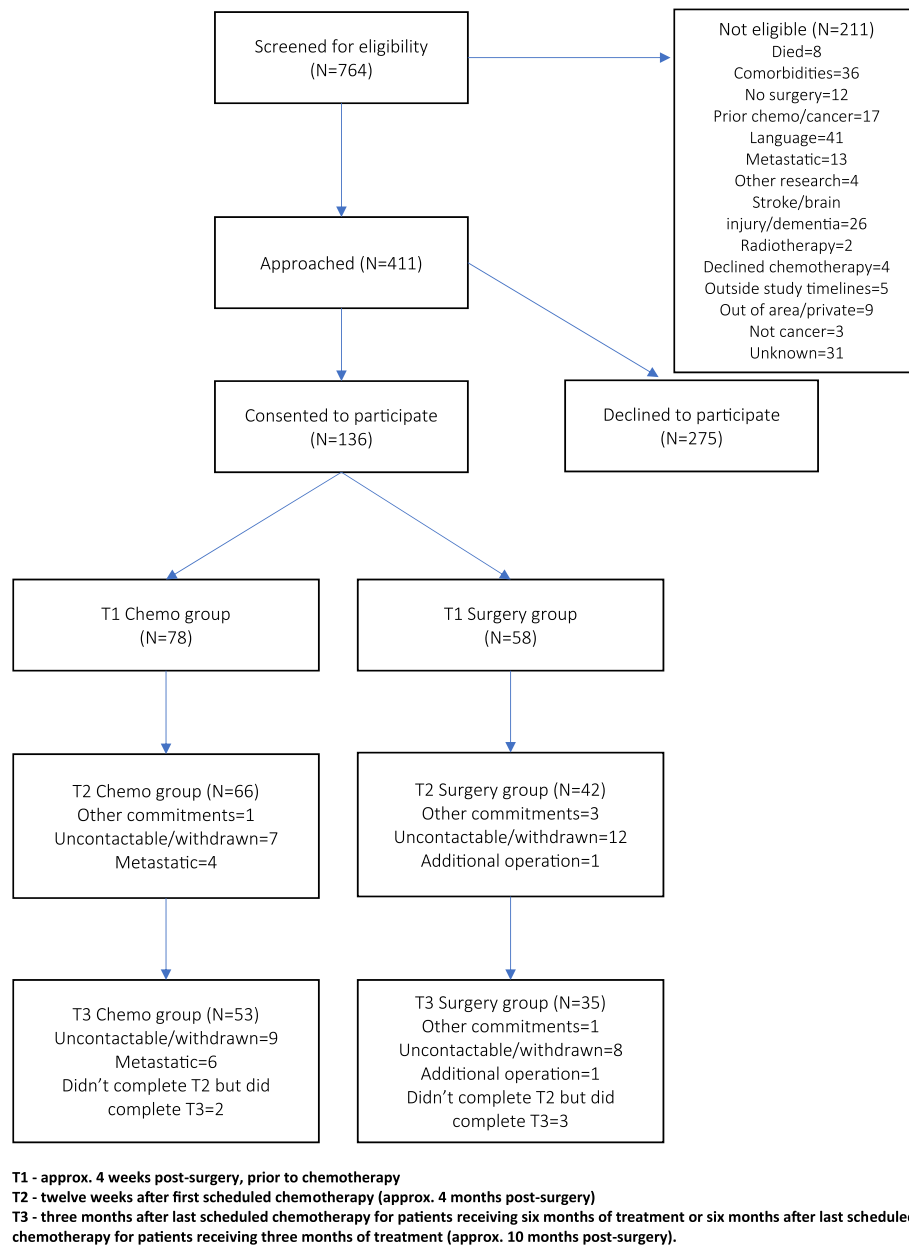 Screened for eligibility
(N=764)
Not eligible (N=211)
Died=8
Comorbidities=36
No surgery=12
Prior chemo/cancer=17
Language=41
Metastatic=13
Other research=4
Stroke/brain
injury/dementia=26
Radiotherapy=2
Declined chemotherapy=4
Outside study timelines=5
Out of area/private=9
Not cancer=3
Unknown=31
Approached (N=411)
Consented to participate
(N=136)
Declined to participate
(N=275)
T1 Chemo group
(N=78)
T1 Surgery group
(N=58)
T2 Chemo group (N=66)
Other commitments=1
Uncontactable/withdrawn=7
Metastatic=4
T2 Surgery group (N=42)
Other commitments=3
Uncontactable/withdrawn=12
Additional operation=1
T3 Chemo group (N=53)
Uncontactable/withdrawn=9
Metastatic=6
Didn’t complete T2 but did
complete T3=2
T3 Surgery group (N=35)
Other commitments=1
Uncontactable/withdrawn=8
Additional operation=1
Didn’t complete T2 but did
complete T3=3
T1 - approx. 4 weeks post-surgery, prior to chemotherapy
T2 - twelve weeks after first scheduled chemotherapy (approx. 4 months post-surgery)
T3 - three months after last scheduled chemotherapy for patients receiving six months of treatment or six months after last scheduled
chemotherapy for patients receiving three months of treatment (approx. 10 months post-surgery).